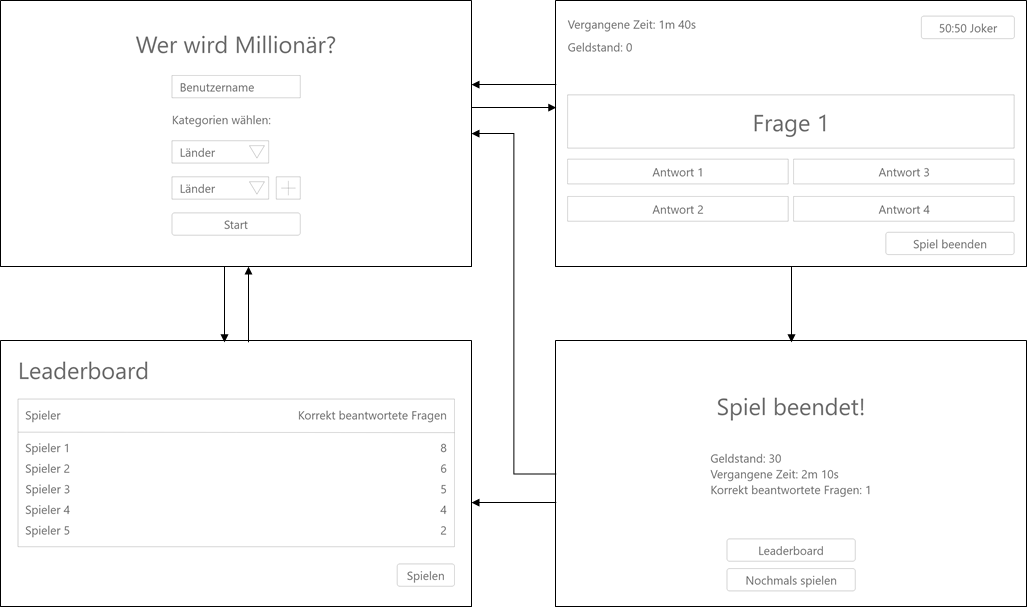 Wer wird Millionär?
Benutzername
Kategorien wählen:
Länder
Länder
Start
Vergangene Zeit: 1m 40s
50:50 Joker
Geldstand: 0
Frage 1
Antwort 1 Antwort 3
Antwort 2 Antwort 4
Spiel beenden
Leaderboard
Spieler Korrekt beantwortete Fragen
Spieler 1 8
Spieler 2 6
Spieler 3 5
Spieler 4 4
Spieler 5 2
Spielen
Spiel beendet!
Geldstand: 30
Vergangene Zeit: 2m 10s
Korrekt beantwortete Fragen: 1
Leaderboard
Nochmals spielen